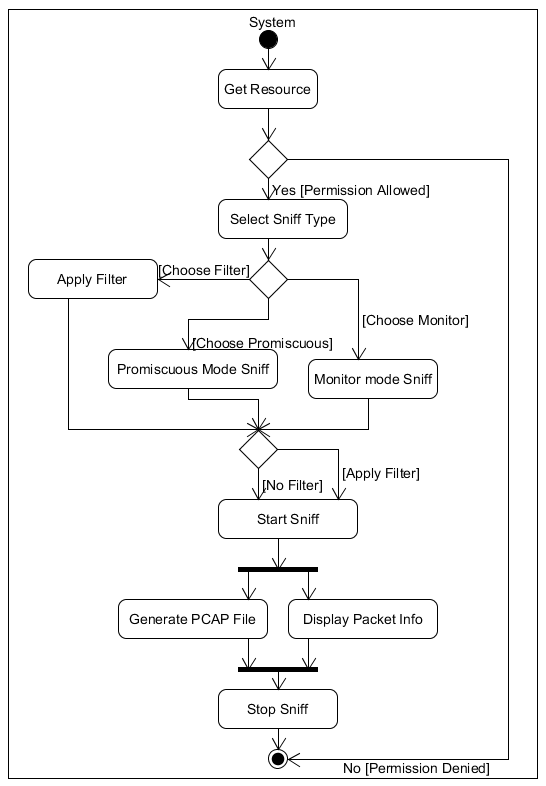 System
Get Resource
Yes [Permission Allowed]
Select Sniff Type
[Choose Filter]
Apply Filter
[Choose Monitor]
[Choose Promiscuous]
Promiscuous Mode Sniff
Monitor mode Sniff
[Apply Filter]
[No Filter]
Start Sniff
Generate PCAP File
Display Packet Info
Stop Sniff
No [Permission Denied]